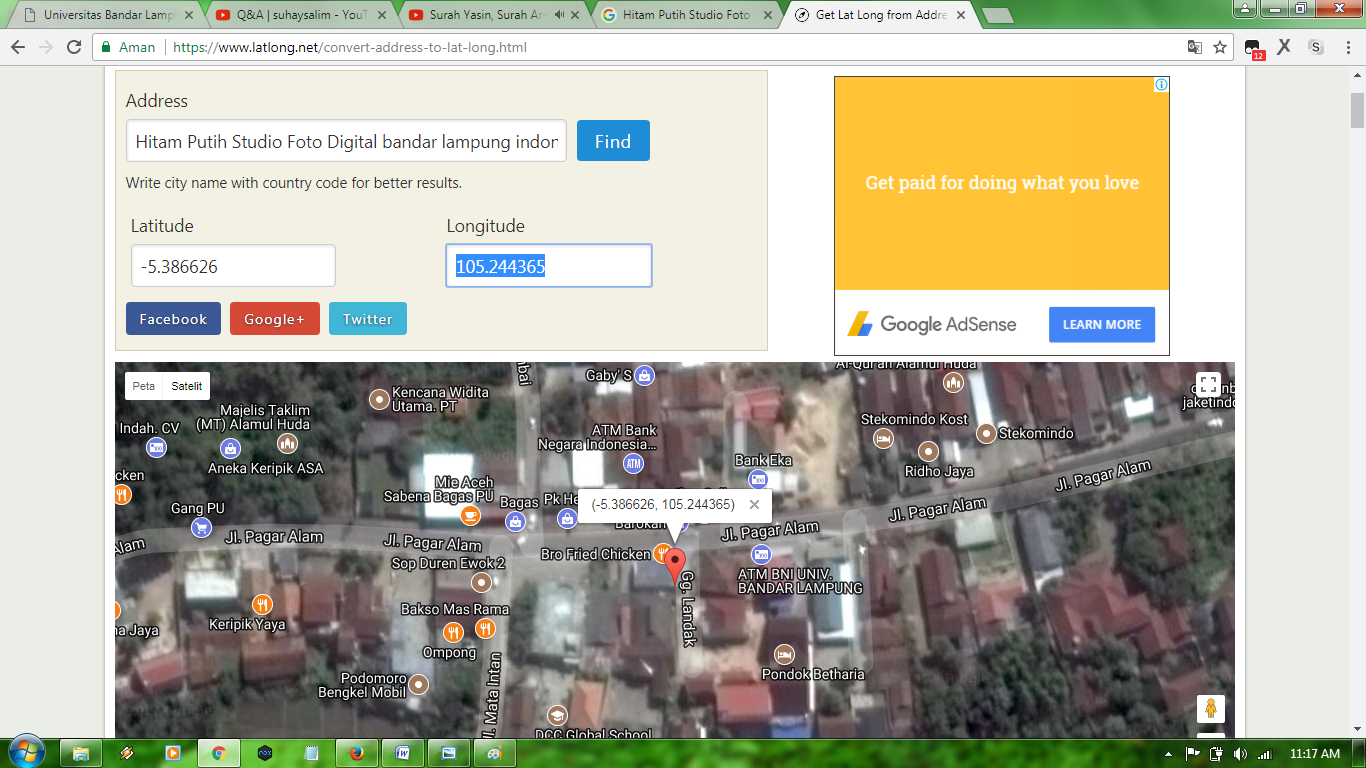 Universitas Bandar Lamp
Q&A | suhaysalim - YouT
Surah Yasin, Surah Ar-
Hitam Putih Studio Foto
Get Lat Long from Addre
Aman
https://www.latlong.net/convert-address-to-lat-long.html
12
Address
Hitam Putih Studio Foto Digital bandar lampung indor
Find
Write city name with country code for better results.
Latitude
Longitude
-5.386626
105.244365
Facebook
Google+
Twitter
Get paid for doing what you love
Google AdSense
LEARN MORE
Peta
Satelit
Gaby' S
Al-Qur'an Alamul Huda
Kencana Widita
Utama. PT
Majelis Taklim
(MT) Alamul Huda
Indah. CV
Aneka Keripik ASA
cken
Gang PU
Alam
Jl. Pagar Alam
Mie Aceh
Sabena Bagas PU
Bagas
Pk He
ATM Bank
Negara Indonesia...
ATM
Bank Eka
Stekomindo Kost
Stekomindo
Ridho Jaya
jaketindo
Jl. Pagar Alam
Jl. Pagar Alam
(-5.386626, 105.244365)
Barokah
Jl. Pagar Alam
Jl. Pagar Alam
Bro Fried Chicken
Sop Duren Ewok 2
ATM BNI UNIV.
BANDAR LAMPUNG
Gg. Landak
Bakso Mas Rama
Ompong
Keripik Yaya
na Jaya
Pondok Betharia
Podomoro
Bengkel Mobil
Jl. Mata Intan
DCC Global School
11:17 AM